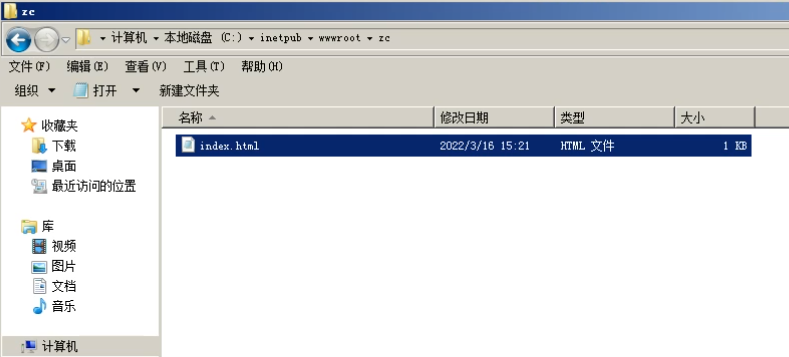 zc
计算机 本地磁盘 (C:) inetpub wwwroot zc
文件(F) 编辑(E) 查看(V) 工具(T) 帮助(H)
组织 打开 新建文件夹
名称 修改日期 类型 大小
index.html 2022/3/16 15:21 HTML 文件 1 KB
收藏夹
下载
桌面
最近访问的位置
库
视频
图片
文档
音乐
计算机